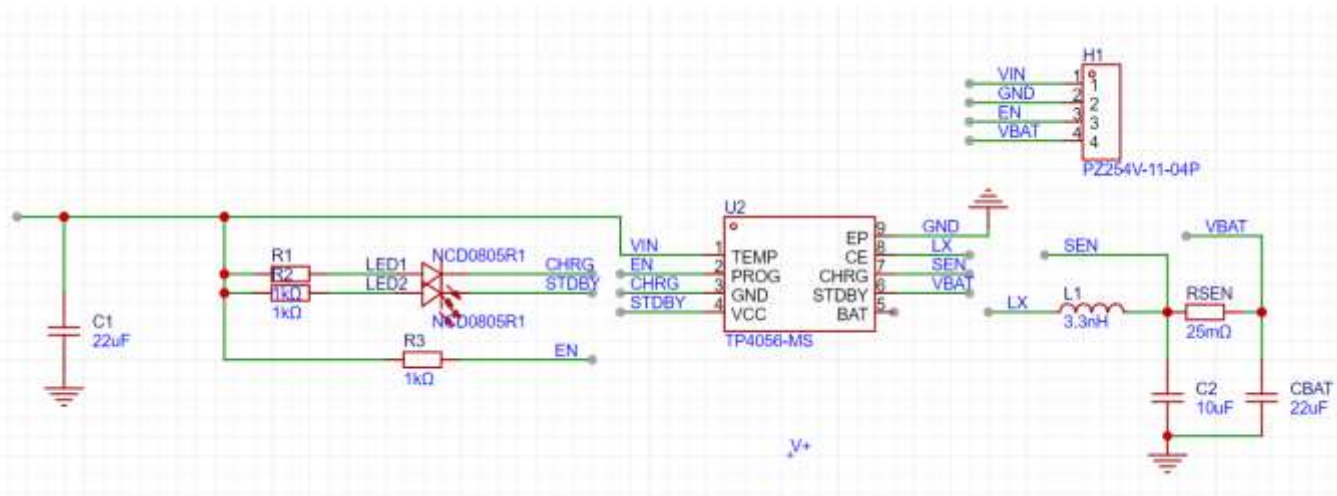 H1
VIN 1 1
GND 2 2
EN 3 3
VBAT 4 4
PZ254V-11-04P
U2
VIN 1 TEMP
EN 2 PROG
CHRG 3 GND
STDBY 4 VCC
EP 9 GND
CE 8 LX
CHRG 7 SEN
STDBY 6 VBAT
BAT 5
TP4056-MS
R1
LED1 NCD0805R1 CHRG
R2
1kΩ
LED2 STDBY
1kΩ
NCD0805R1
R3
1kΩ
EN
C1
22uF
VBAT
SEN
LX
L1
3.3nH
RSEN
25mΩ
C2
10uF
CBAT
22uF
V+